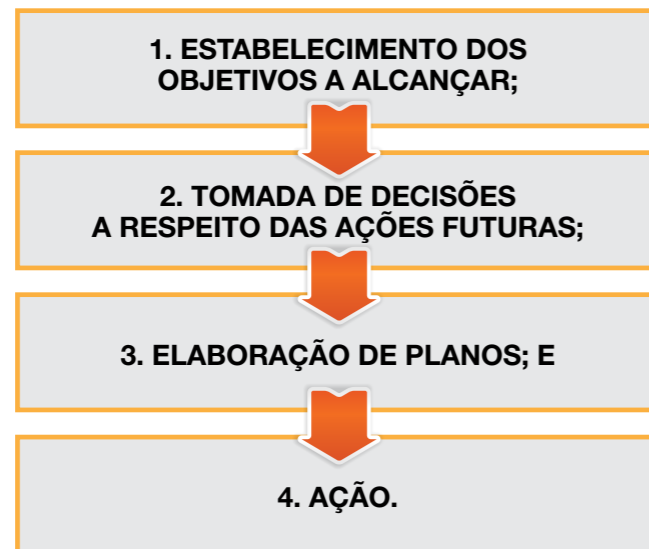 1. ESTABELECIMENTO DOS
OBJETIVOS A ALCANÇAR;
2. TOMADA DE DECISÕES
A RESPEITO DAS AÇÕES FUTURAS;
3. ELABORAÇÃO DE PLANOS; E
4. AÇÃO.